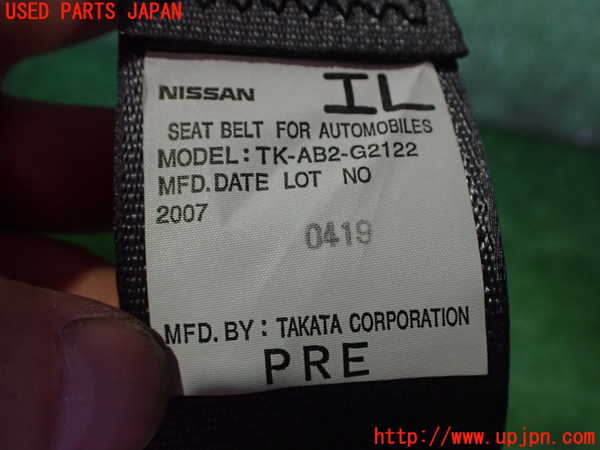 USED PARTS JAPAN
NISSAN IL
SEAT BELT FOR AUTOMOBILES
MODEL: TK-AB2-G2122
MFD.DATE LOT NO
2007
0419
MFD. BY: TAKATA CORPORATION
PRE
http://www.upjpn.com/